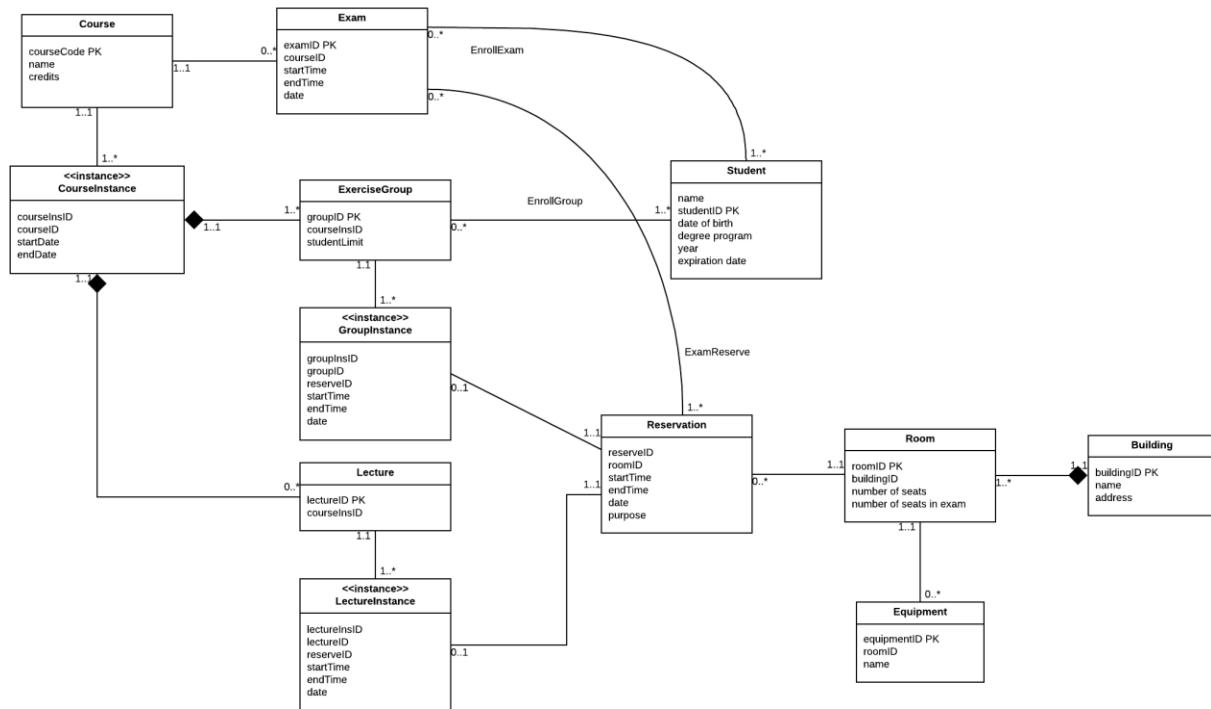 Course
courseCode PK
name
credits
1..1
0..*
1..1
1..*
Exam
examID PK
courseID
startTime
endTime
date
0..*
EnrollExam
0..*
<<instance>>
CourseInstance
courseInsID
courseID
startDate
endDate
1..1
1..*
1..1
ExerciseGroup
groupID PK
courseInsID
studentLimit
0..*
EnrollGroup
1..*
1..*
Student
name
studentID PK
date of birth
degree program
year
expiration date
1.1
1..*
<<instance>>
GroupInstance
groupInsID
groupID
reserveID
startTime
endTime
date
0..1
ExamReserve
1..*
1..1
1..1
Reservation
reserveID
roomID
startTime
endTime
date
purpose
0..*
1..1
Room
roomID PK
buildingID
number of seats
number of seats in exam
1..*
1..1
Building
buildingID PK
name
address
0..*
Lecture
lectureID PK
courseInsID
1.1
1..*
<<instance>>
LectureInstance
lectureInsID
lectureID
reserveID
startTime
endTime
date
0..1
1..1
0..*
Equipment
equipmentID PK
roomID
name